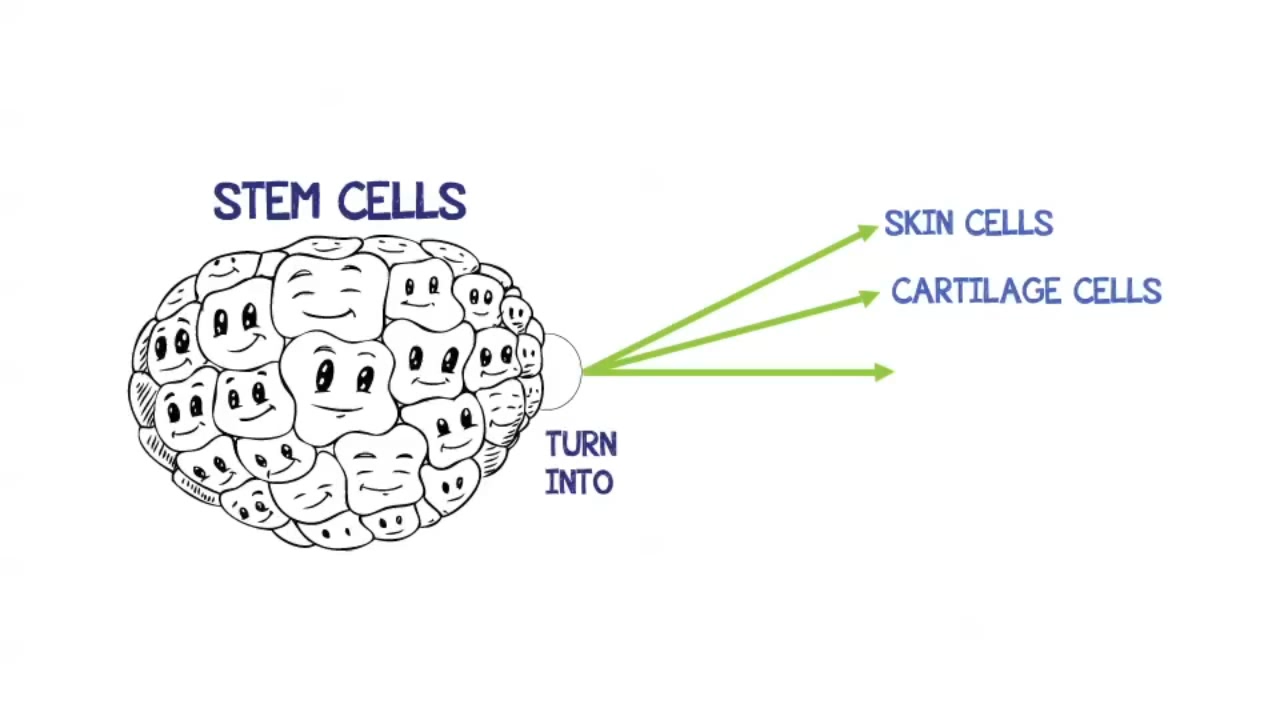 STEM CELLS
SKIN CELLS
CARTILAGE CELLS
TURN
INTO